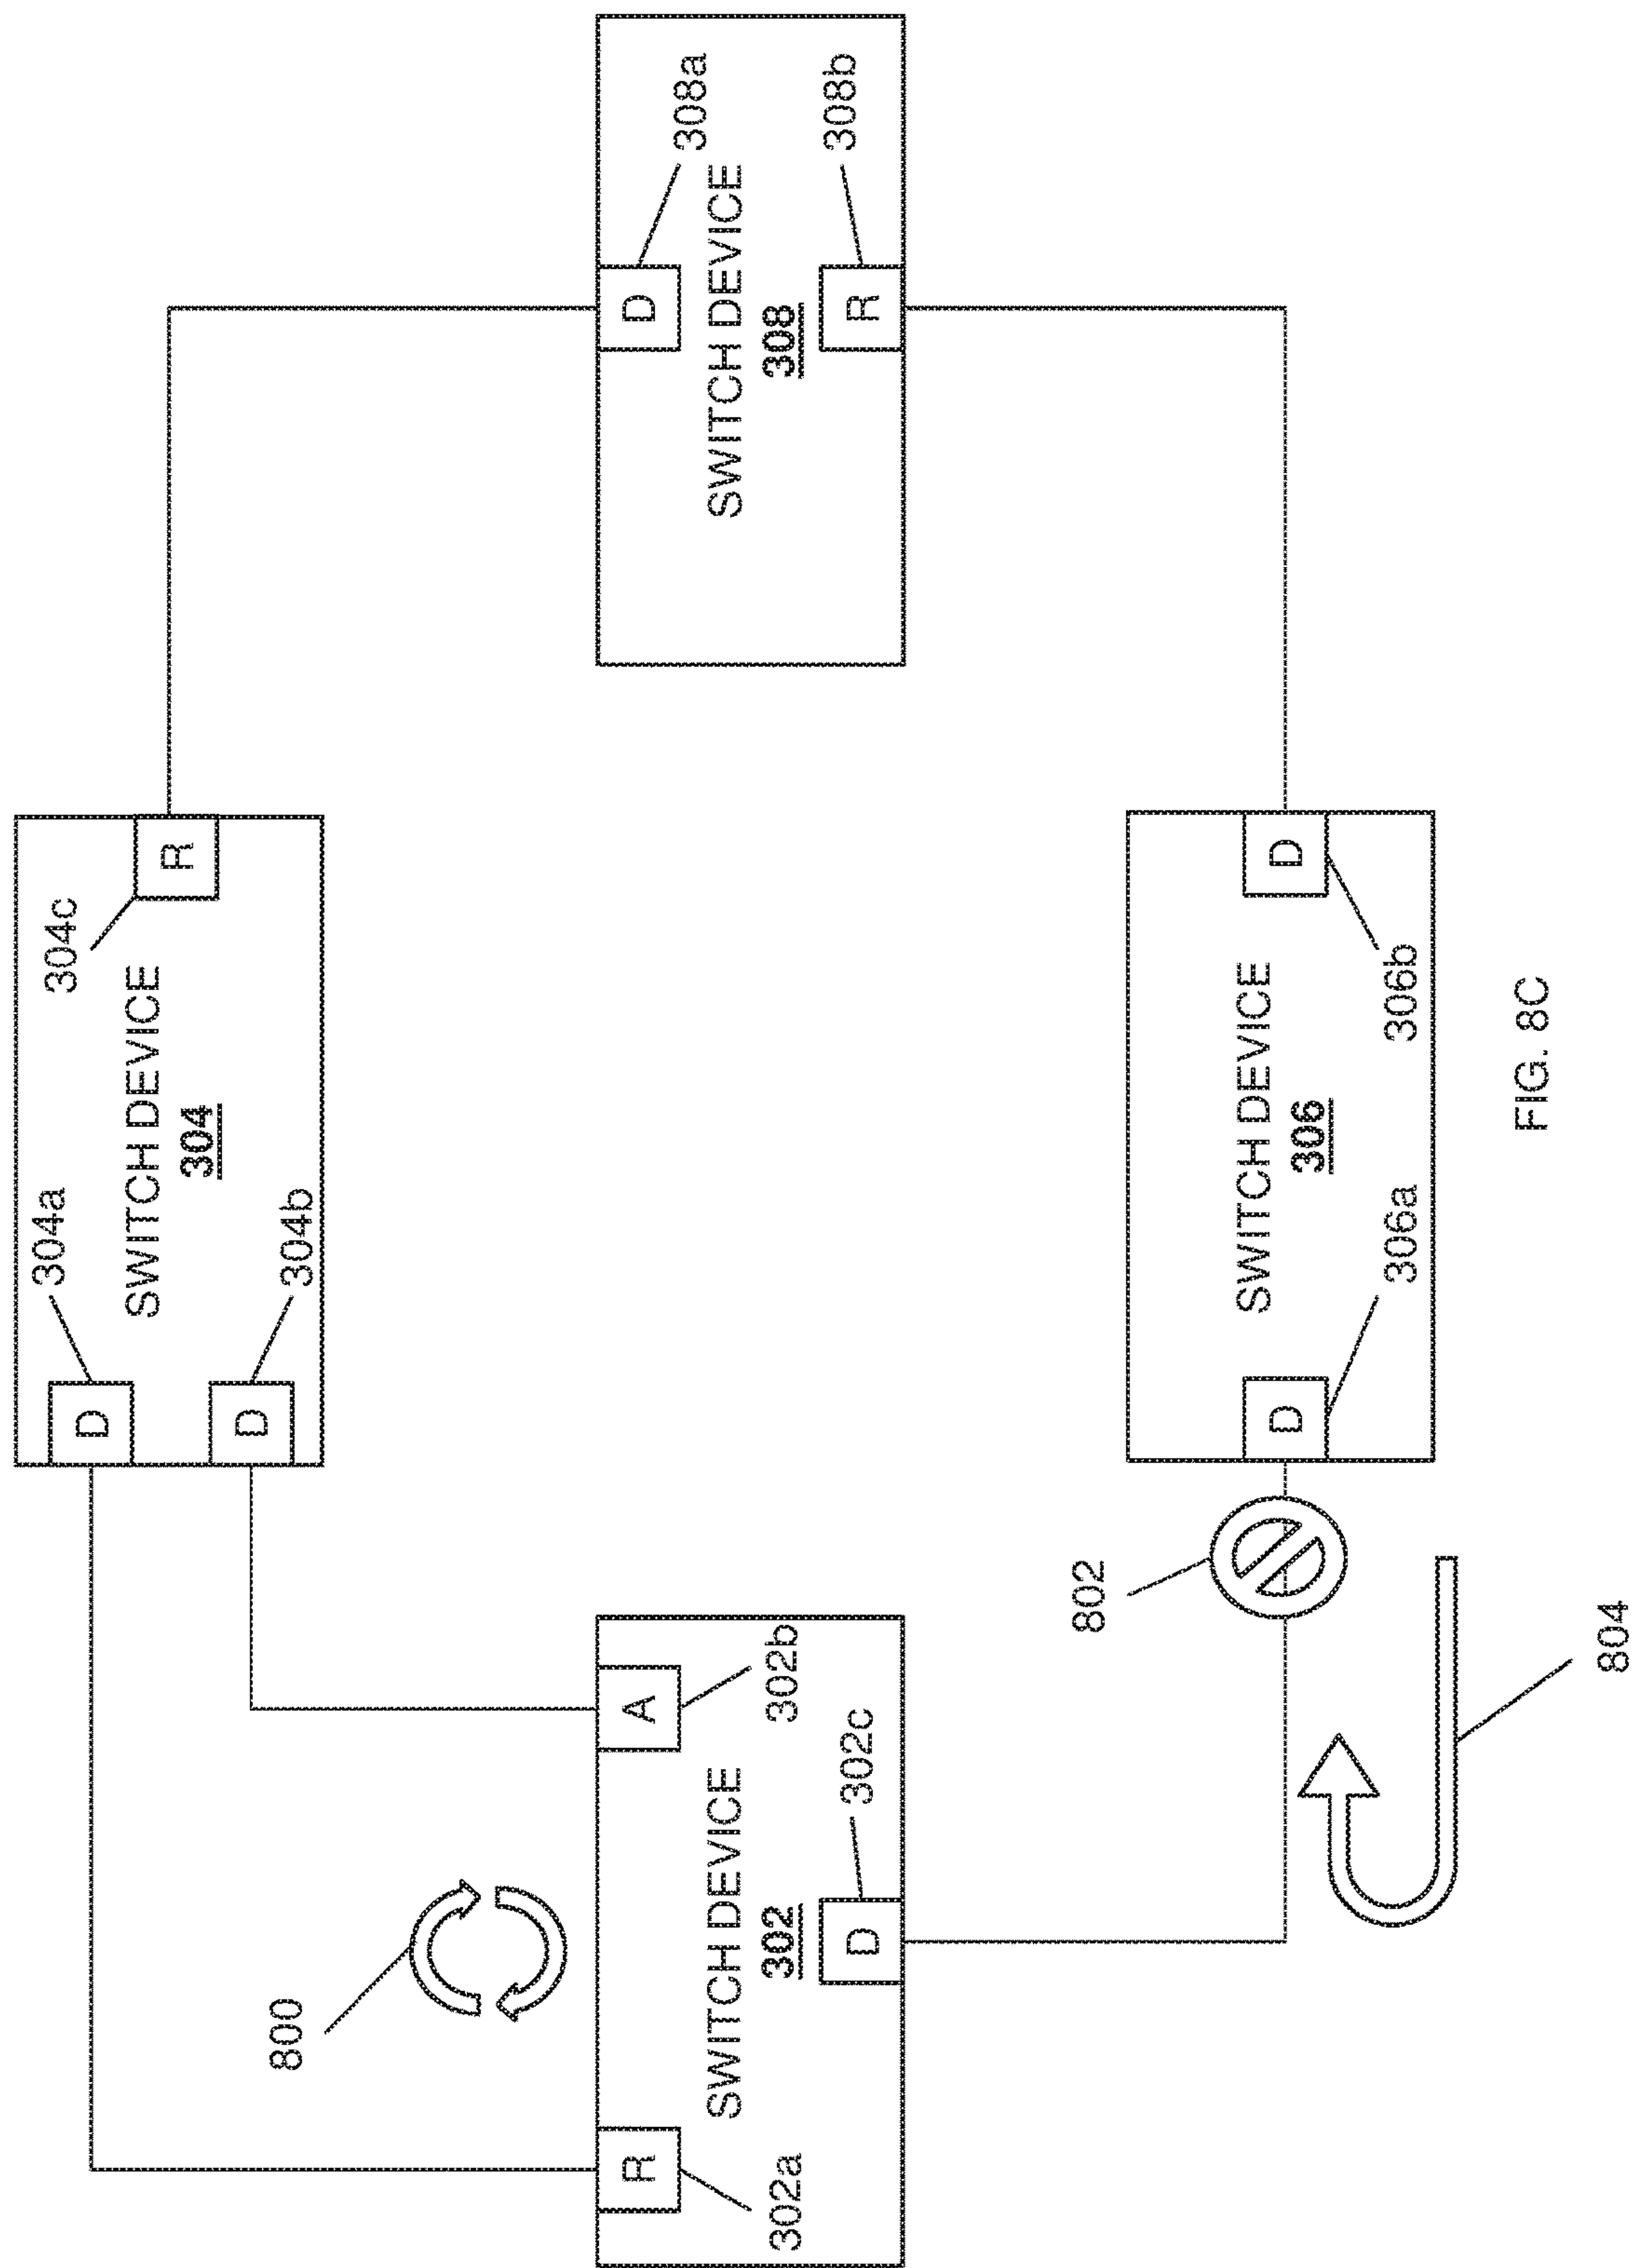 304a
304c
D
R
SWITCH DEVICE
304
D
304b
800
R
302a
A
302b
SWITCH DEVICE
302
D
302c
D
308a
SWITCH DEVICE
308
R
308b
802
SWITCH DEVICE
306
D
D
306a
306b
804
FIG. 8C